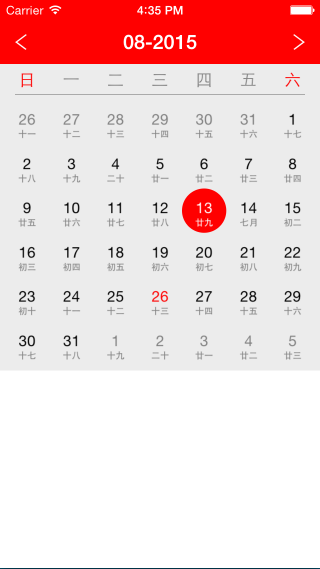 Carrier 4:35 PM
08-2015
日 一 二 三 四 五 六
26 27 28 29 30 31 1
十一 十二 十三 十四 十五 十六 十七
2 3 4 5 6 7 8
十八 十九 二十 廿一 廿二 廿三 廿四
9 10 11 12 13 14 15
廿五 廿六 廿七 廿八 廿九 七月 初二
16 17 18 19 20 21 22
初三 初四 初五 初六 初七 初八 初九
23 24 25 26 27 28 29
初十 十一 十二 十三 十四 十五 十六
30 31 1 2 3 4 5
十七 十八 十九 二十 廿一 廿二 廿三